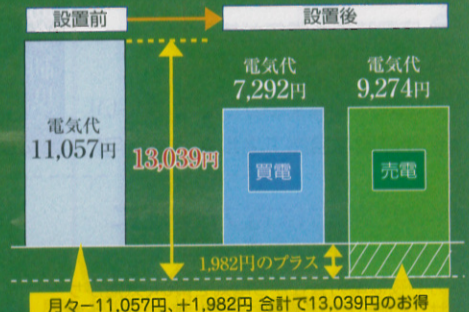 設置前
設置後
電気代
11,057円
13,039円
電気代
7,292円
買電
電気代
9,274円
売電
1,982円のプラス
月々ー11,057円、+1,982円 合計で13,039円のお得